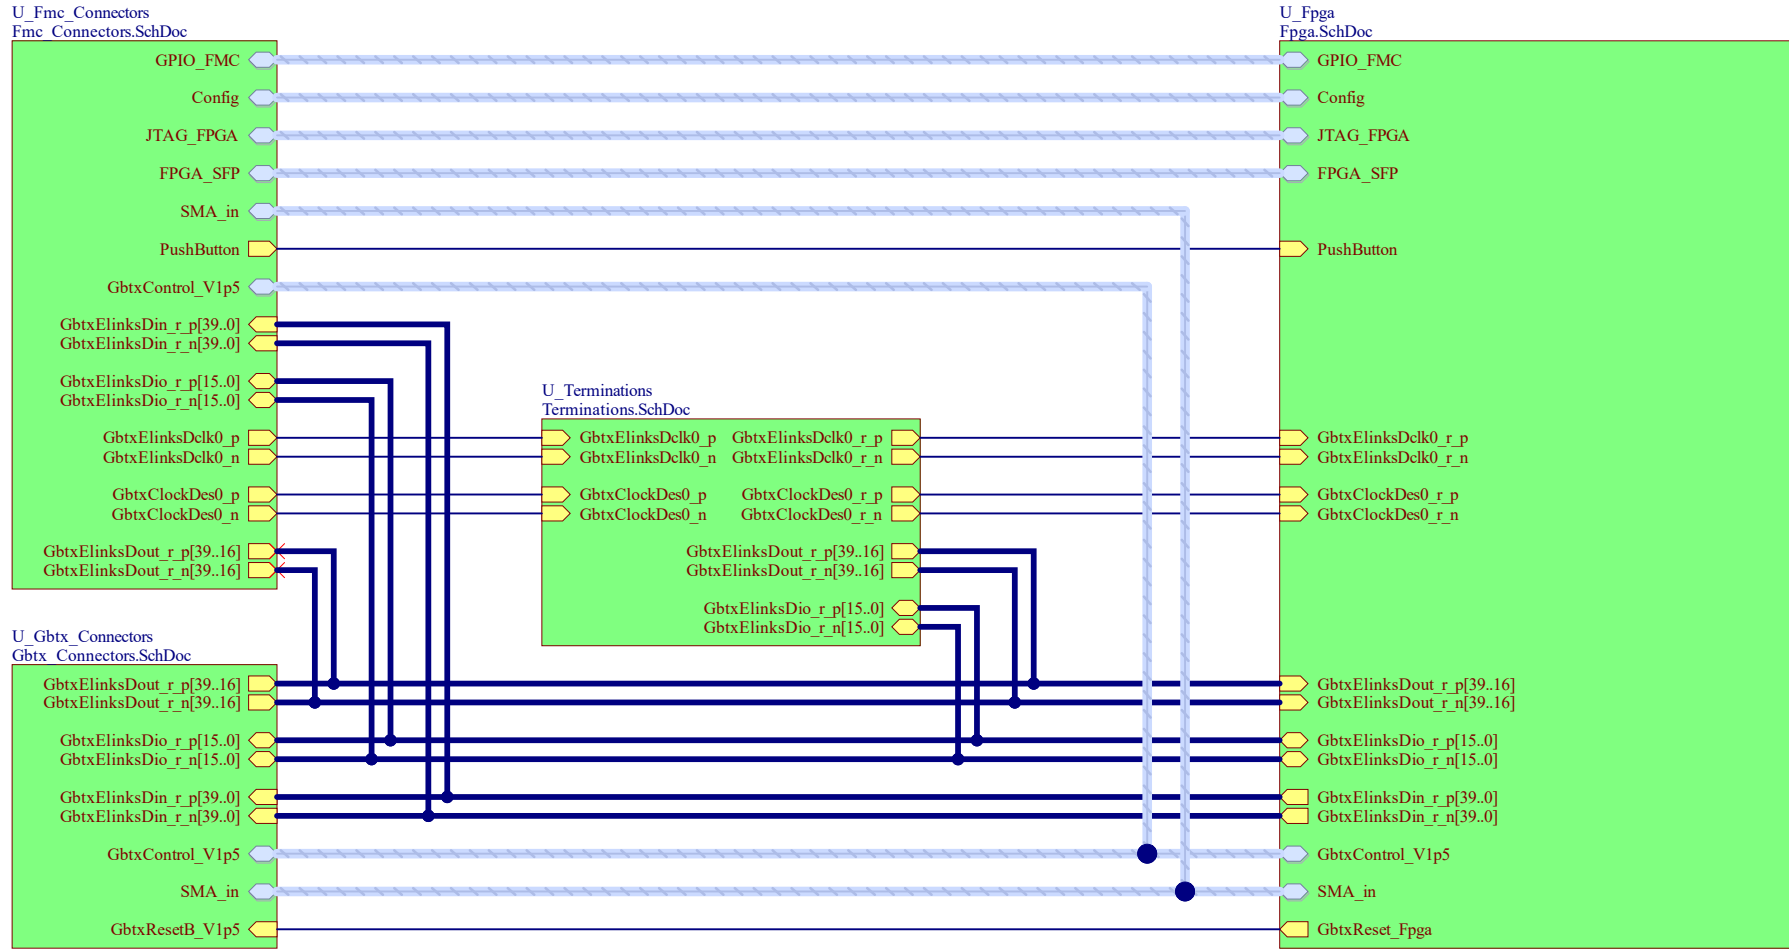 U_Fmc_Connectors
Fmc_Connectors.SchDoc
GPIO_FMC
Config
JTAG_FPGA
FPGA_SFP
SMA_in
PushButton
GbtxControl_V1p5
GbtxElinksDin_r_p[39..0]
GbtxElinksDin_r_n[39..0]
GbtxElinksDio_r_p[15..0]
GbtxElinksDio_r_n[15..0]
GbtxElinksDclk0_p
GbtxElinksDclk0_n
GbtxClockDes0_p
GbtxClockDes0_n
GbtxElinksDout_r_p[39..16]
GbtxElinksDout_r_n[39..16]
U_Gbtx_Connectors
Gbtx_Connectors.SchDoc
GbtxElinksDout_r_p[39..16]
GbtxElinksDout_r_n[39..16]
GbtxElinksDio_r_p[15..0]
GbtxElinksDio_r_n[15..0]
GbtxElinksDin_r_p[39..0]
GbtxElinksDin_r_n[39..0]
GbtxControl_V1p5
SMA_in
GbtxResetB_V1p5
U_Terminations
Terminations.SchDoc
GbtxElinksDclk0_p
GbtxElinksDclk0_n
GbtxClockDes0_p
GbtxClockDes0_n
GbtxElinksDclk0_r_p
GbtxElinksDclk0_r_n
GbtxClockDes0_r_p
GbtxClockDes0_r_n
GbtxElinksDout_r_p[39..16]
GbtxElinksDout_r_n[39..16]
GbtxElinksDio_r_p[15..0]
GbtxElinksDio_r_n[15..0]
U_Fpga
Fpga.SchDoc
GPIO_FMC
Config
JTAG_FPGA
FPGA_SFP
PushButton
GbtxElinksDclk0_r_p
GbtxElinksDclk0_r_n
GbtxClockDes0_r_p
GbtxClockDes0_r_n
GbtxElinksDout_r_p[39..16]
GbtxElinksDout_r_n[39..16]
GbtxElinksDio_r_p[15..0]
GbtxElinksDio_r_n[15..0]
GbtxElinksDin_r_p[39..0]
GbtxElinksDin_r_n[39..0]
GbtxControl_V1p5
SMA_in
GbtxReset_Fpga